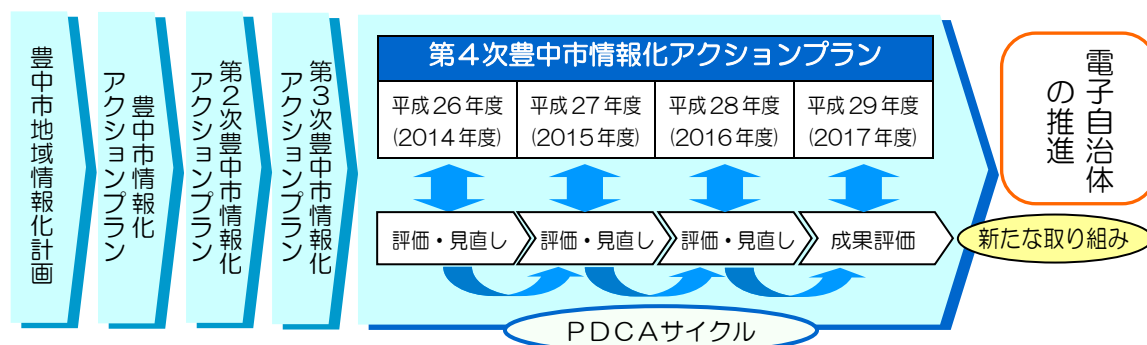 豊中市地域情報化計画
豊中市情報化
アクションプラン
第2次豊中市情報化
アクションプラン
第3次豊中市情報化
アクションプラン
第4次豊中市情報化アクションプラン
平成26年度
(2014年度)
平成27年度
(2015年度)
平成28年度
(2016年度)
平成29年度
(2017年度)
評価・見直し
評価・見直し
評価・見直し
成果評価
PDCAサイクル
電子自治体
の推進
新たな取り組み